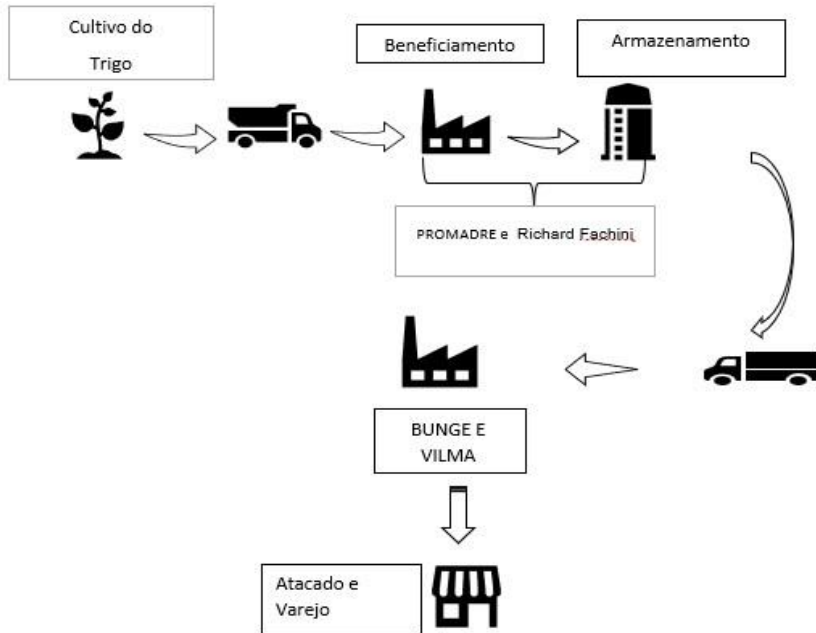 Cultivo do
Trigo
Beneficiamento
Armazenamento
PROMADRE e Richard Fachini
BUNGE E
VILMA
Atacado e
Varejo